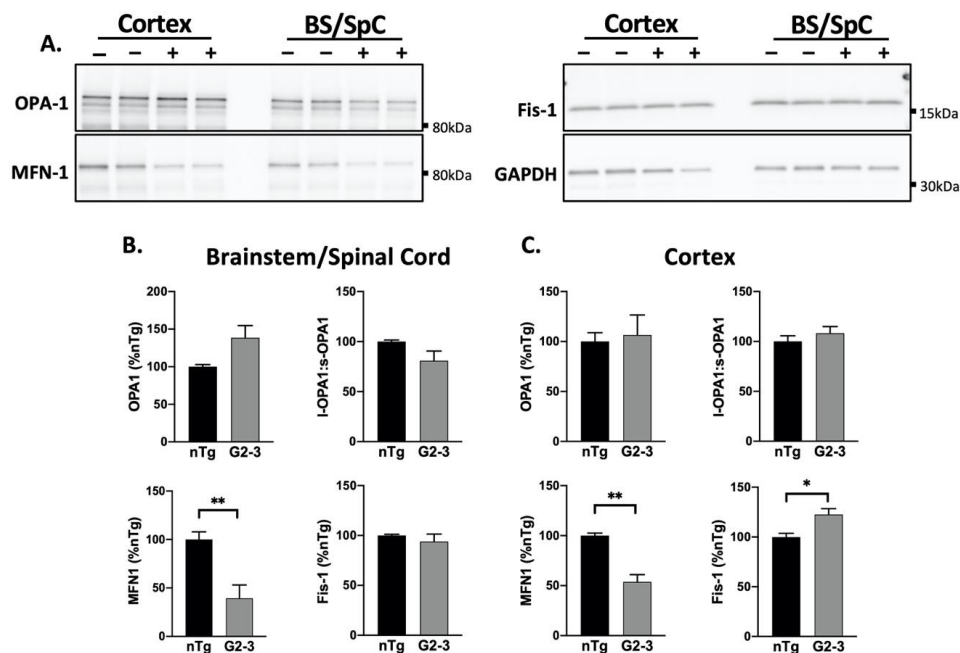 A.
Cortex BS/SpC
– – + + – – + +
OPA-1
80kDa
MFN-1
80kDa
Cortex BS/SpC
– – + + – – + +
Fis-1
15kDa
GAPDH
30kDa
B.
Brainstem/Spinal Cord
OPA1 (%nTg)
200
150
100
50
0
nTg G2-3
l-OPA1:s-OPA1
150
100
50
0
nTg G2-3
MFN1 (%nTg)
150
100
50
0
**
nTg G2-3
Fis-1 (%nTg)
150
100
50
0
nTg G2-3
C.
Cortex
OPA1 (%nTg)
150
100
50
0
nTg G2-3
l-OPA1:s-OPA1
150
100
50
0
nTg G2-3
MFN1 (%nTg)
150
100
50
0
**
nTg G2-3
Fis-1 (%nTg)
150
100
50
0
*
nTg G2-3